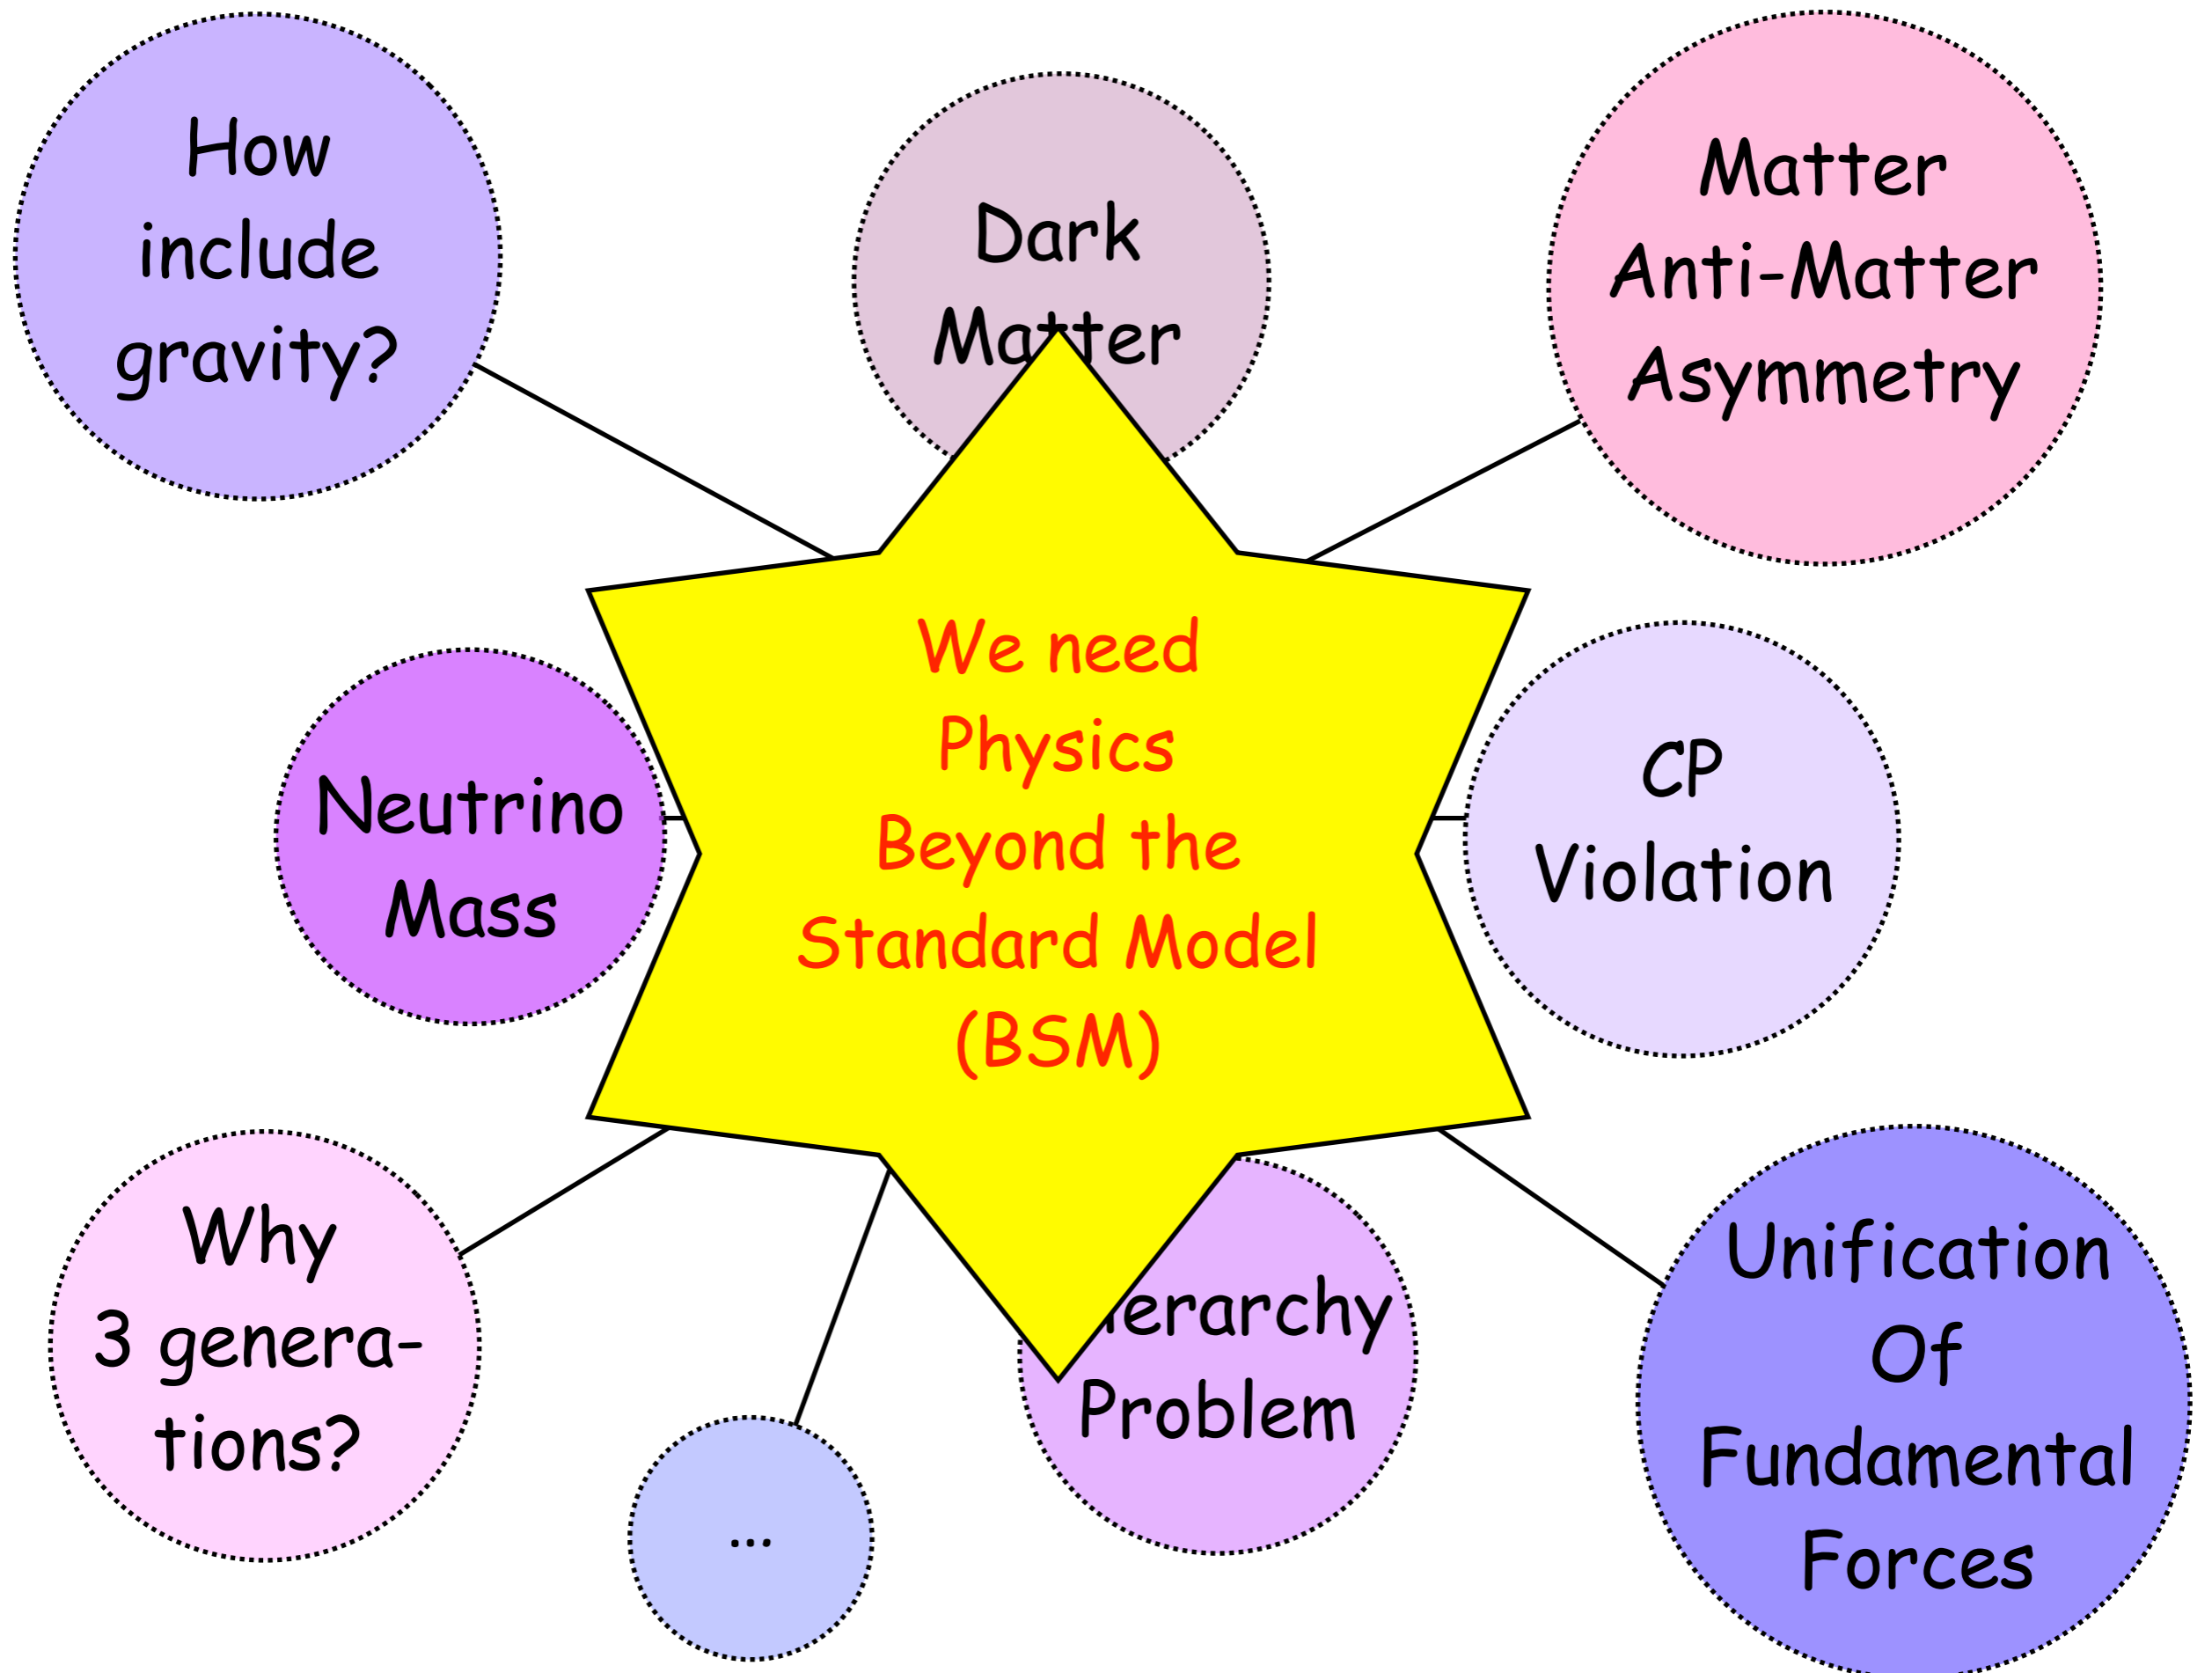 How
include
gravity?
Dark
Matter
Matter
Anti-Matter
Asymmetry
Neutrino
Mass
We need
Physics
Beyond the
Standard Model
(BSM)
CP
Violation
Why
3 genera-
tions?
...
erarchy
Problem
Unification
Of
Fundamental
Forces